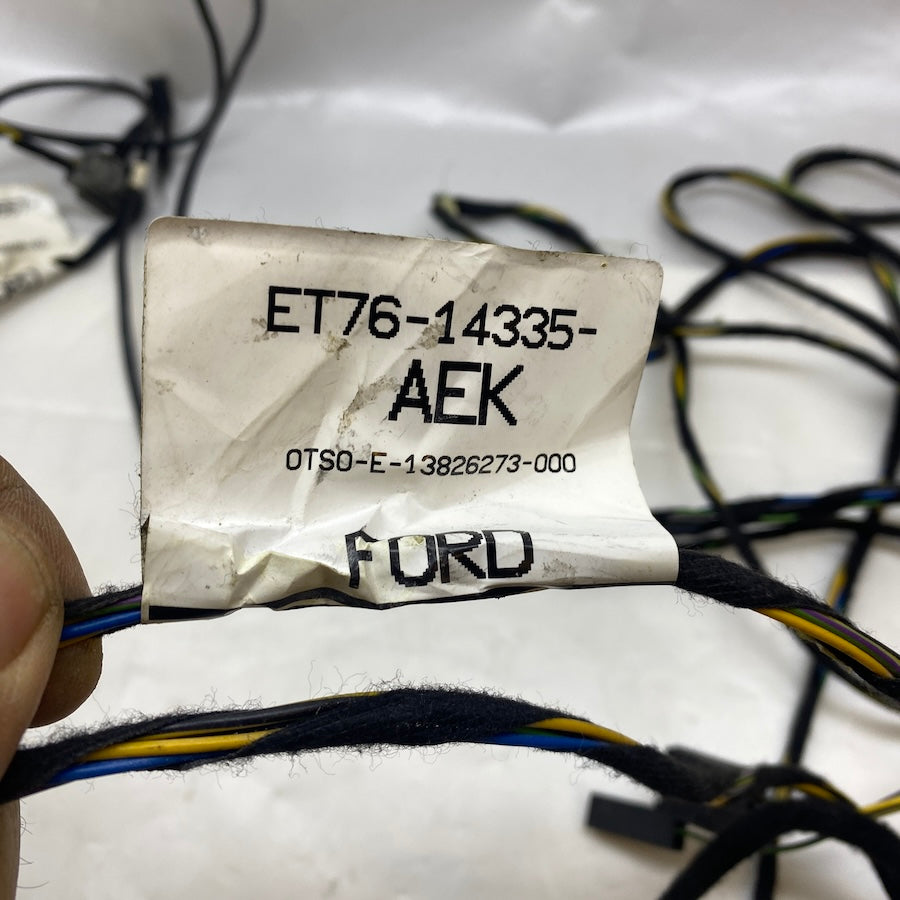 ET76-14335-
AEK
OTSO-E-13826273-000
FORD